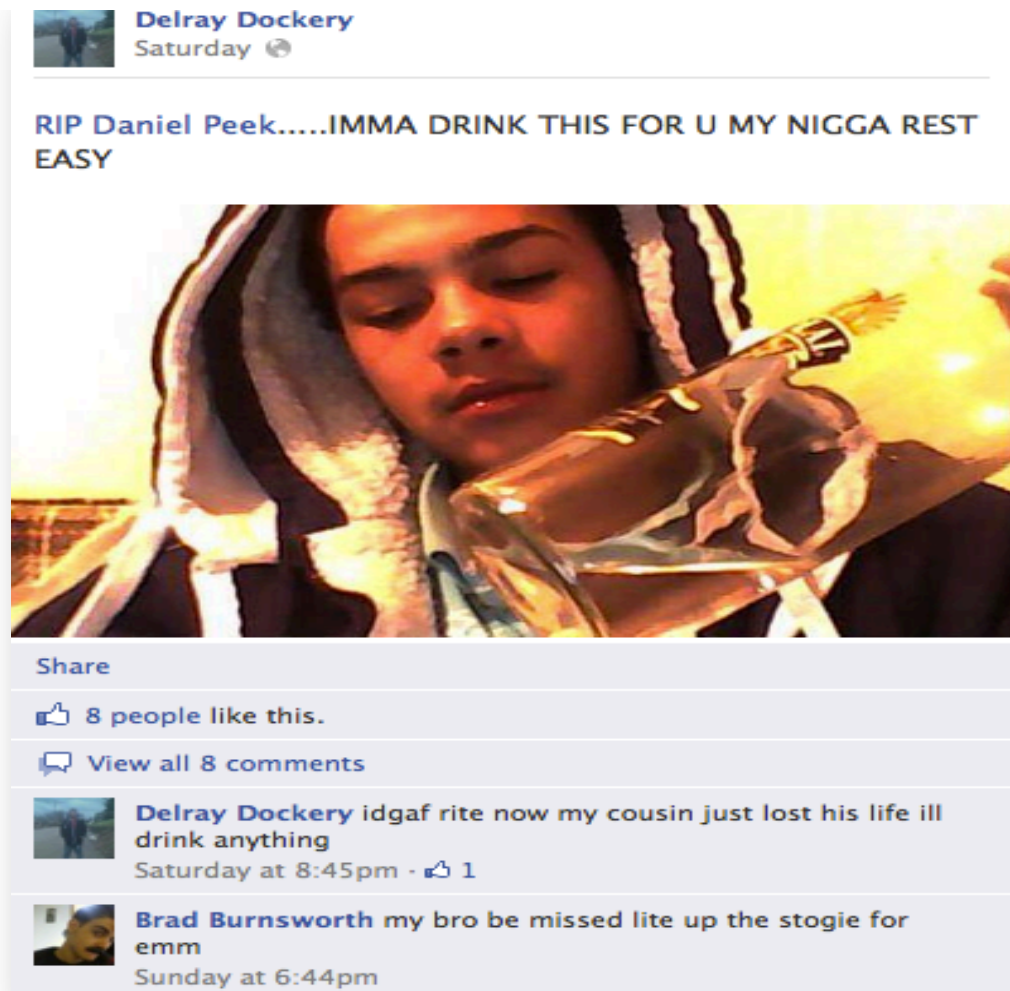 Delray Dockery
Saturday
RIP Daniel Peek.....IMMA DRINK THIS FOR U MY NIGGA REST
EASY
Share
8 people like this.
View all 8 comments
Delray Dockery idgaf rite now my cousin just lost his life ill
drink anything
Saturday at 8:45pm · 1
Brad Burnsworth my bro be missed lite up the stogie for
emm
Sunday at 6:44pm